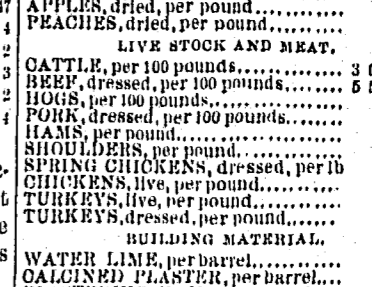 APPLES, dried, per pound..............
PEACHES, dried, per pound............
LIVE STOCK AND MEAT.
CATTLE, per 100 pounds.............. 3
BEEF, dressed, per 100 pounds....... 5
HOGS, per 100 pounds................
PORK, dressed, per 100 pounds.......
HAMS, per pound.....................
SHOULDERS, per pound...............
SPRING CHICKENS, dressed, per lb
CHICKENS, live, per pound...........
TURKEYS, live, per pound............
TURKEYS, dressed, per pound........
BUILDING MATERIAL.
WATER LIME, per barrel.............
CALCINED PLASTER, per barrel....